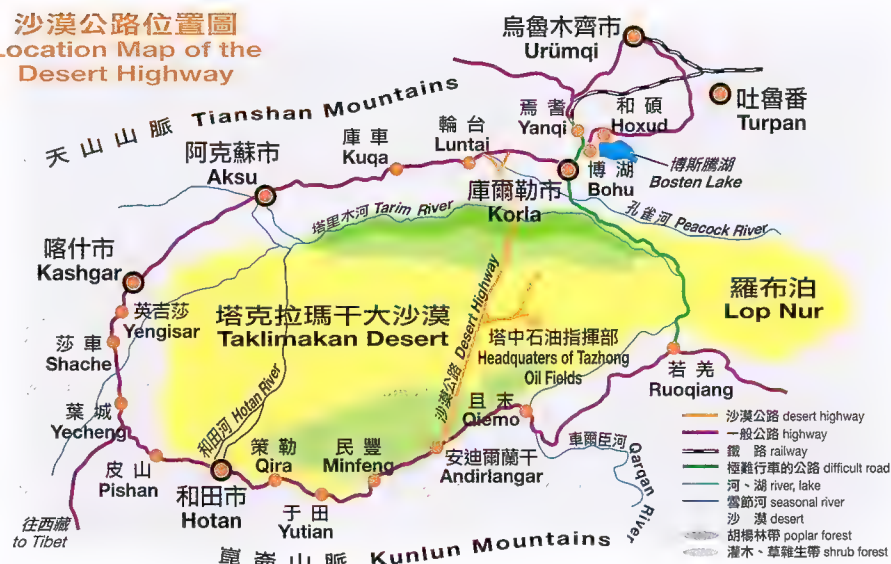 沙漠公路位置圖
Location Map of the
Desert Highway
烏魯木齊市
Urümqi
天山山脈 Tianshan Mountains
吐魯番
Turpan
焉耆
Yanqi
和碩
Hoxud
庫車
Kuqa
輪台
Luntai
阿克蘇市
Aksu
博湖
Bohu
博斯騰湖
Bosten Lake
庫爾勒市
Korla
塔里木河 Tarim River
孔雀河 Peacock River
喀什市
Kashgar
英吉莎
Yengisar
塔克拉瑪干大沙漠
Taklimakan Desert
沙漠公路 Desert Highway
羅布泊
Lop Nur
莎車
Shache
塔中石油指揮部
Headquaters of Tazhong
Oil Fields
若羌
Ruoqiang
葉城
Yecheng
和田河 Hotan River
且末
Qiemo
車爾臣河
Qarqan River
皮山
Pishan
和田市
Hotan
策勒
Qira
民豐
Minfeng
安迪爾蘭干
Andirlangar
于田
Yutian
往西藏
to Tibet
崑崙山脈 Kunlun Mountains
沙漠公路 desert highway
一般公路 highway
鐵路 railway
極難行車的公路 difficult road
河、湖 river, lake
雪節河 seasonal river
沙漠 desert
胡楊林帶 poplar forest
灌木、草雜生帶 shrub forest